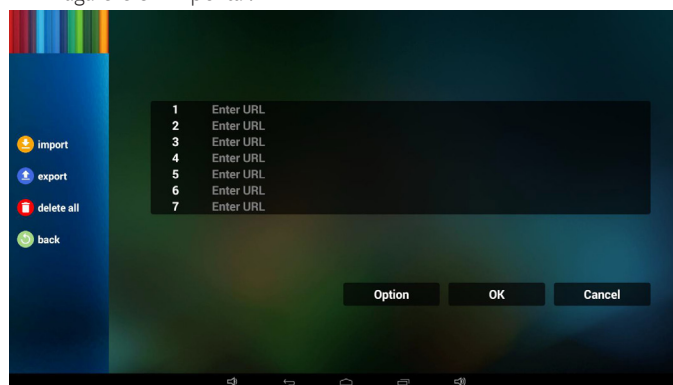 import
export
delete all
back
1 Enter URL
2 Enter URL
3 Enter URL
4 Enter URL
5 Enter URL
6 Enter URL
7 Enter URL
Option OK Cancel